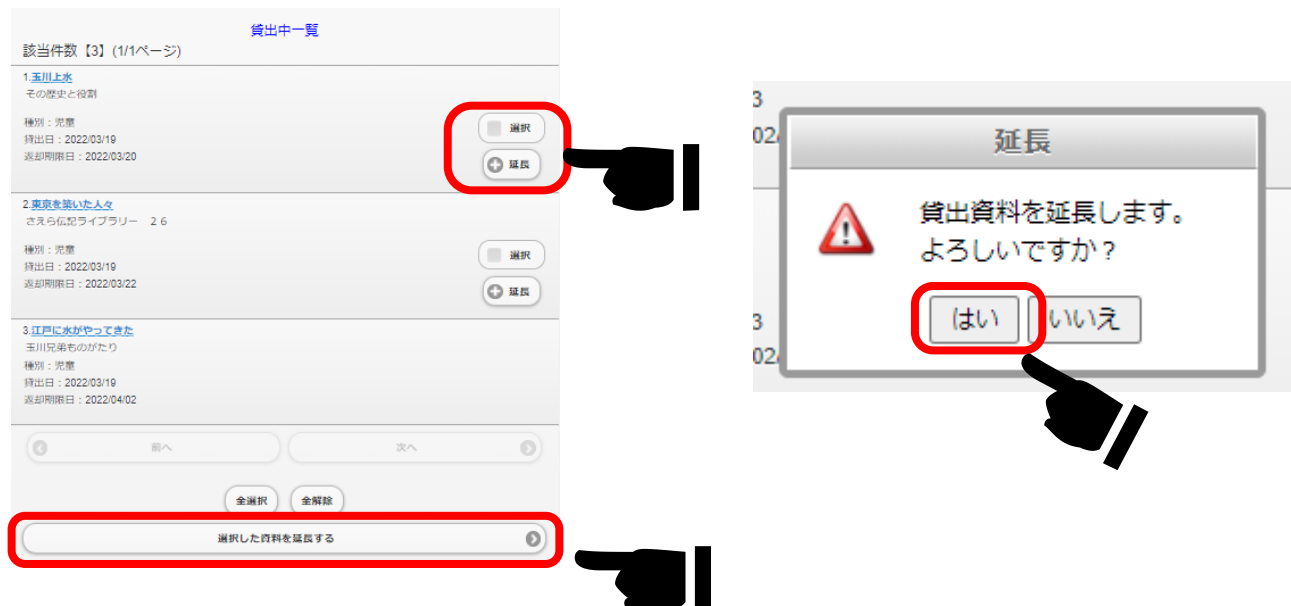 貸出中一覧
該当件数【3】(1/1ページ)
1.玉川上水
その歴史と役割
種別：児童
貸出日：2022/03/19
返却期限日：2022/03/20
選択
延長
2.東京を築いた人々
さえら伝記ライブラリー　２６
種別：児童
貸出日：2022/03/19
返却期限日：2022/03/22
選択
延長
3.江戸に水がやってきた
玉川兄弟ものがたり
種別：児童
貸出日：2022/03/19
返却期限日：2022/04/02
前へ
次へ
全選択
全解除
選択した資料を延長する
3
02/
延長
貸出資料を延長します。
よろしいですか？
はい
いいえ
3
02/